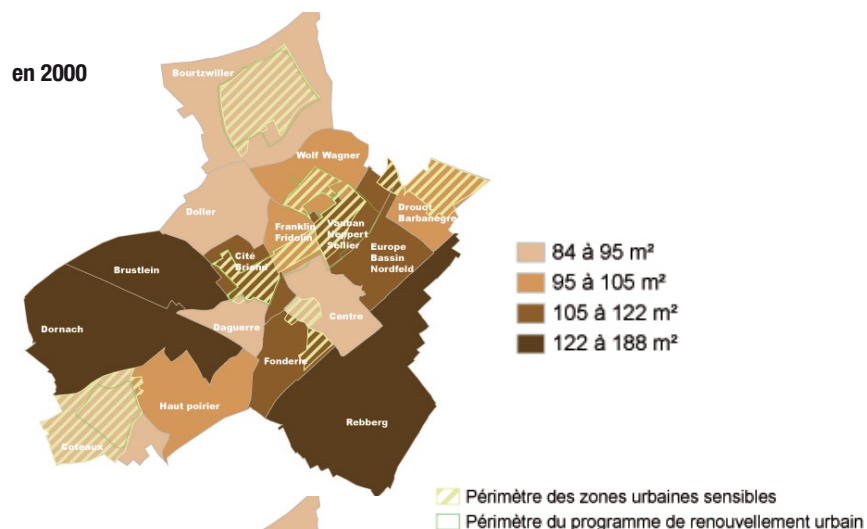 en 2000
Bourtzwiller
Wolf Wagner
Drouot
Barbanègre
Doller
Franklin
Fridolin
Vauban
Neppert
Sellier
Europe
Bassin
Nordfeld
Cité
Briand
Brustlein
Centre
Daguerre
Dornach
Fonderie
Haut poirier
Rebberg
Coteaux
84 à 95 m²
95 à 105 m²
105 à 122 m²
122 à 188 m²
Périmètre des zones urbaines sensibles
Périmètre du programme de renouvellement urbain